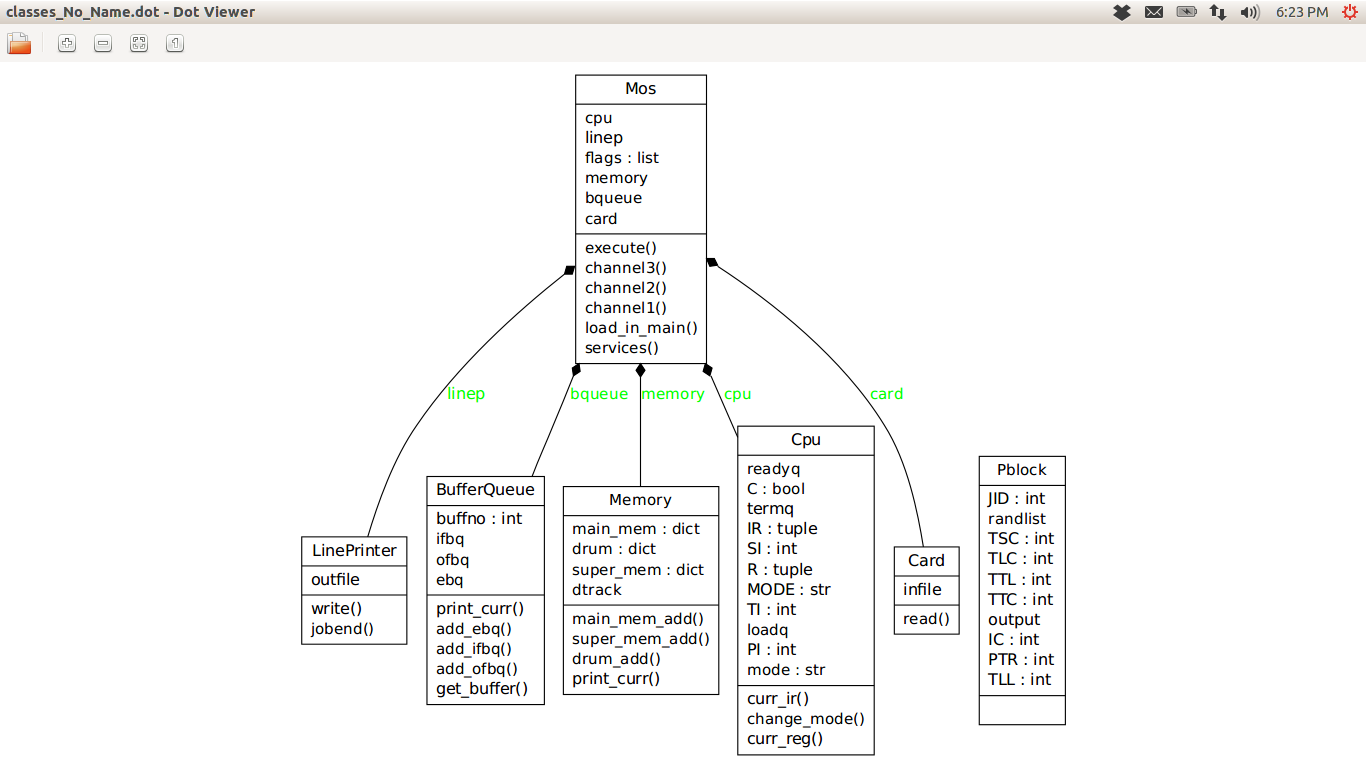 classes_No_Name.dot - Dot Viewer
6:23 PM
1
Mos
cpu
linep
flags : list
memory
bqueue
card
execute()
channel3()
channel2()
channel1()
load_in_main()
services()
linep
bqueue
memory
cpu
card
LinePrinter
outfile
write()
jobend()
BufferQueue
buffno : int
ifbq
ofbq
ebq
print_curr()
add_ebq()
add_ifbq()
add_ofbq()
get_buffer()
Memory
main_mem : dict
drum : dict
super_mem : dict
dtrack
main_mem_add()
super_mem_add()
drum_add()
print_curr()
Cpu
readyq
C : bool
termq
IR : tuple
SI : int
R : tuple
MODE : str
TI : int
loadq
PI : int
mode : str
curr_ir()
change_mode()
curr_reg()
Card
infile
read()
Pblock
JID : int
randlist
TSC : int
TLC : int
TTL : int
TTC : int
output
IC : int
PTR : int
TLL : int